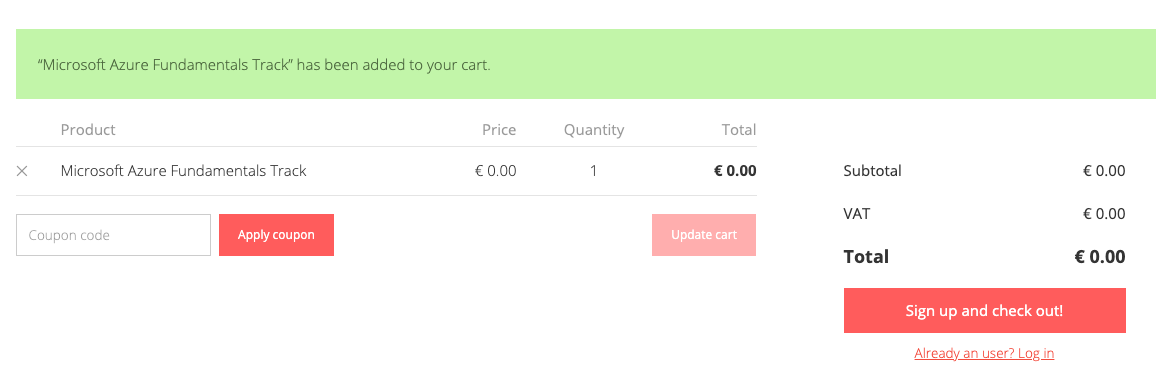 “Microsoft Azure Fundamentals Track” has been added to your cart.
Product Price Quantity Total
Microsoft Azure Fundamentals Track € 0.00 1 € 0.00
Coupon code Apply coupon Update cart
Subtotal € 0.00
VAT € 0.00
Total € 0.00
Sign up and check out!
Already an user? Log in